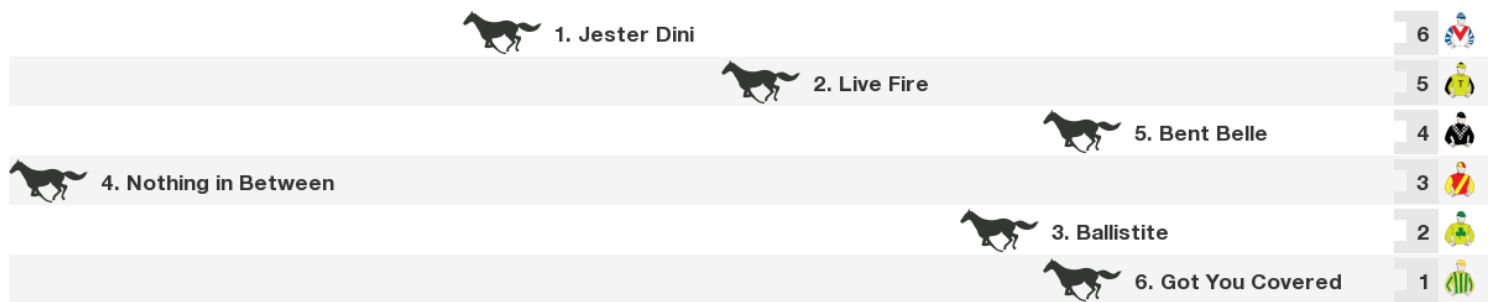 1. Jester Dini 6
2. Live Fire 5 T
5. Bent Belle 4
4. Nothing in Between 3
3. Ballistite 2
6. Got You Covered 1